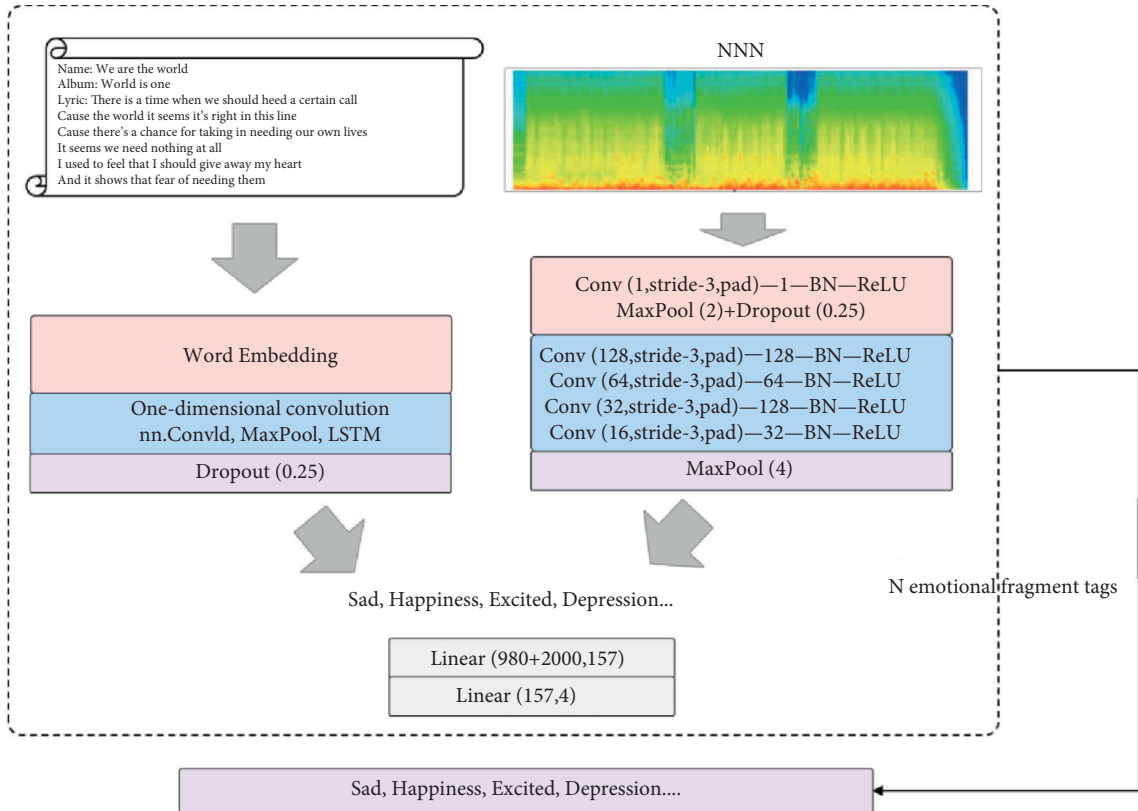 Name: We are the world
Album: World is one
Lyric: There is a time when we should heed a certain call
Cause the world it seems it's right in this line
Cause there's a chance for taking in needing our own lives
It seems we need nothing at all
I used to feel that I should give away my heart
And it shows that fear of needing them
NNN
Word Embedding
One-dimensional convolution
nn.Convld, MaxPool, LSTM
Dropout (0.25)
Conv (1,stride-3,pad)—1—BN—ReLU
MaxPool (2)+Dropout (0.25)
Conv (128,stride-3,pad)—128—BN—ReLU
Conv (64,stride-3,pad)—64—BN—ReLU
Conv (32,stride-3,pad)—128—BN—ReLU
Conv (16,stride-3,pad)—32—BN—ReLU
MaxPool (4)
Sad, Happiness, Excited, Depression...
N emotional fragment tags
Linear (980+2000,157)
Linear (157,4)
Sad, Happiness, Excited, Depression....